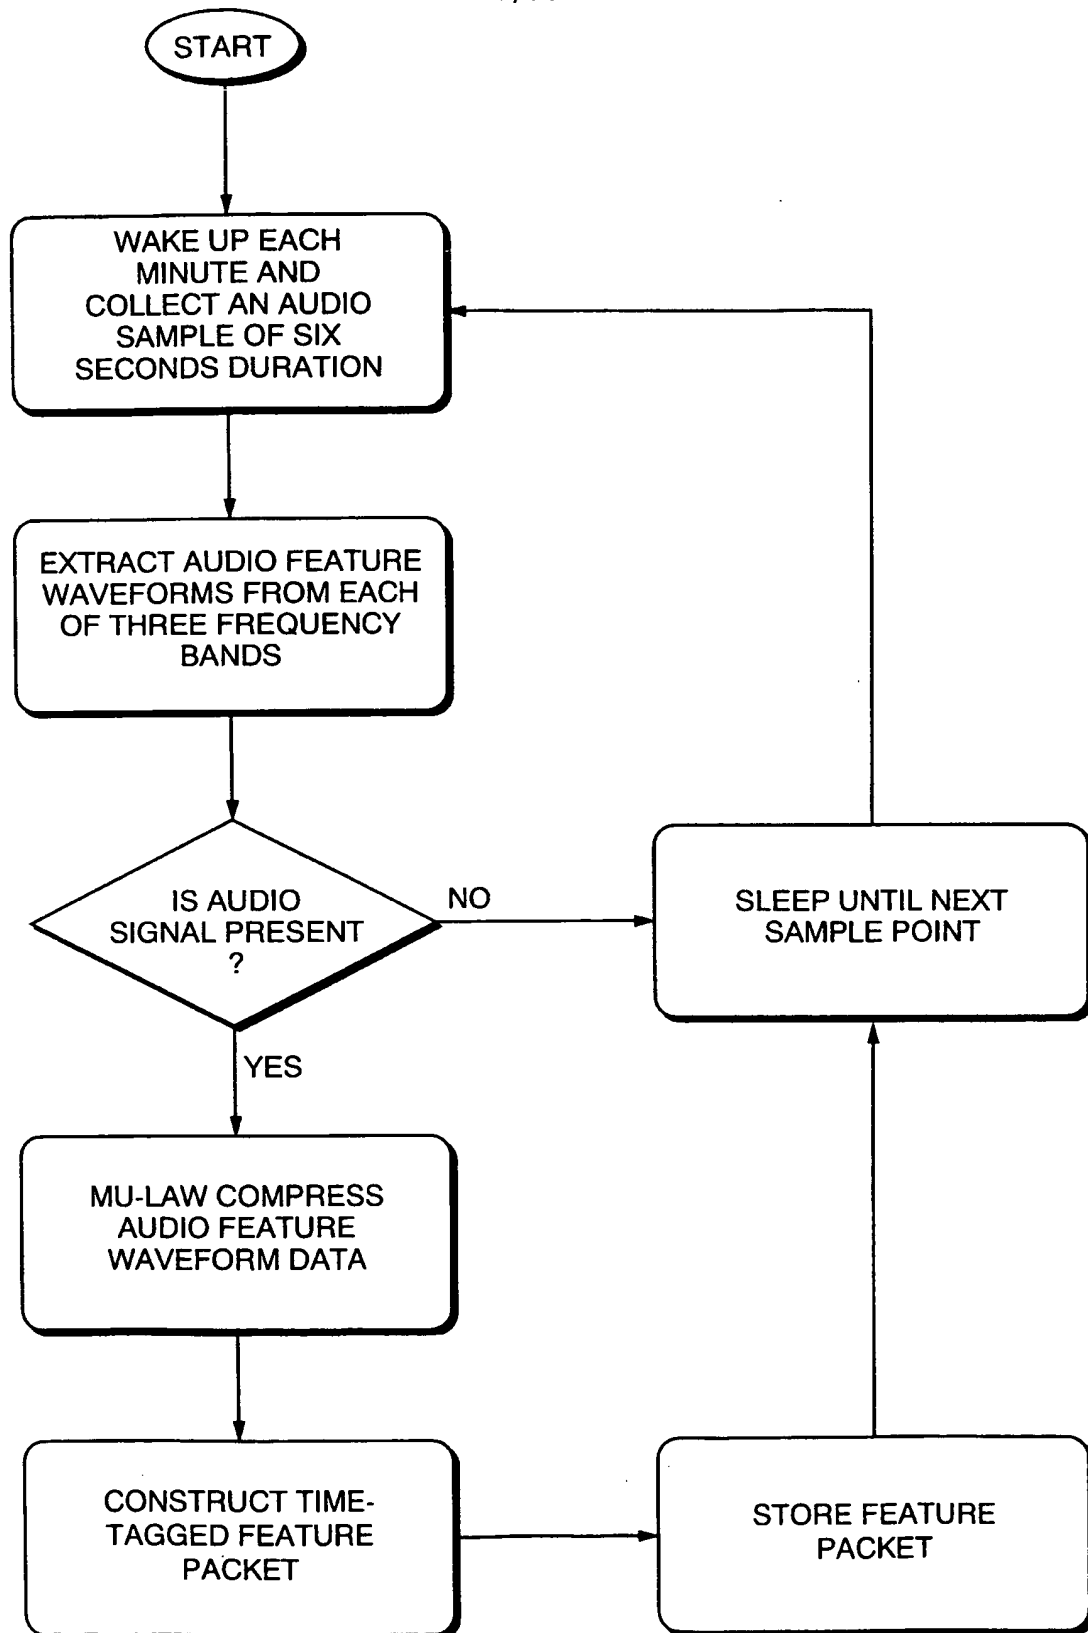 START
WAKE UP EACH
MINUTE AND
COLLECT AN AUDIO
SAMPLE OF SIX
SECONDS DURATION
EXTRACT AUDIO FEATURE
WAVEFORMS FROM EACH
OF THREE FREQUENCY
BANDS
IS AUDIO
SIGNAL PRESENT
?
NO
SLEEP UNTIL NEXT
SAMPLE POINT
YES
MU-LAW COMPRESS
AUDIO FEATURE
WAVEFORM DATA
CONSTRUCT TIME-
TAGGED FEATURE
PACKET
STORE FEATURE
PACKET